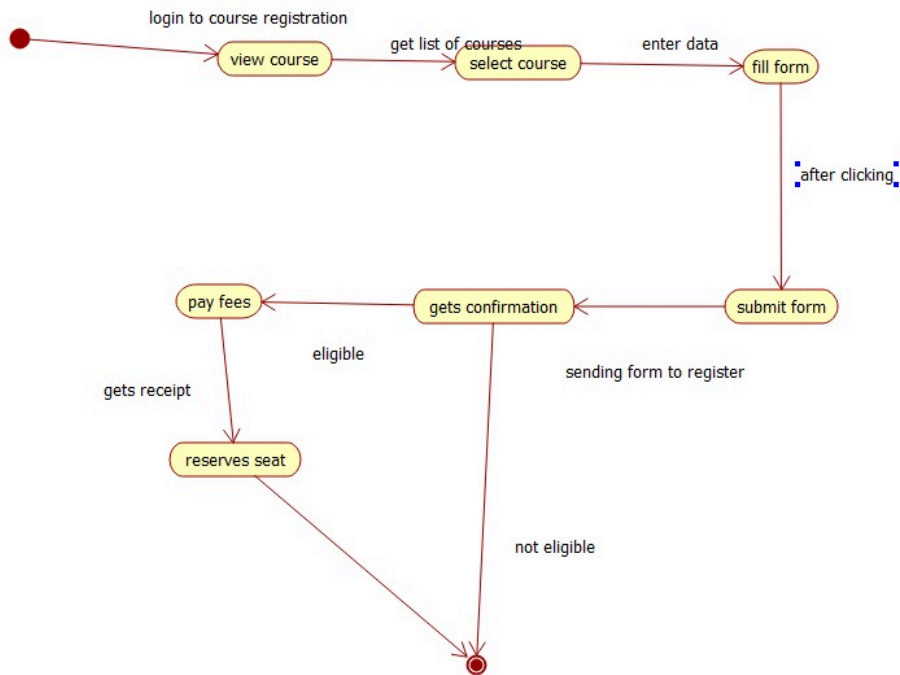 login to course registration
view course
get list of courses
select course
enter data
fill form
after clicking
submit form
sending form to register
gets confirmation
eligible
pay fees
gets receipt
reserves seat
not eligible